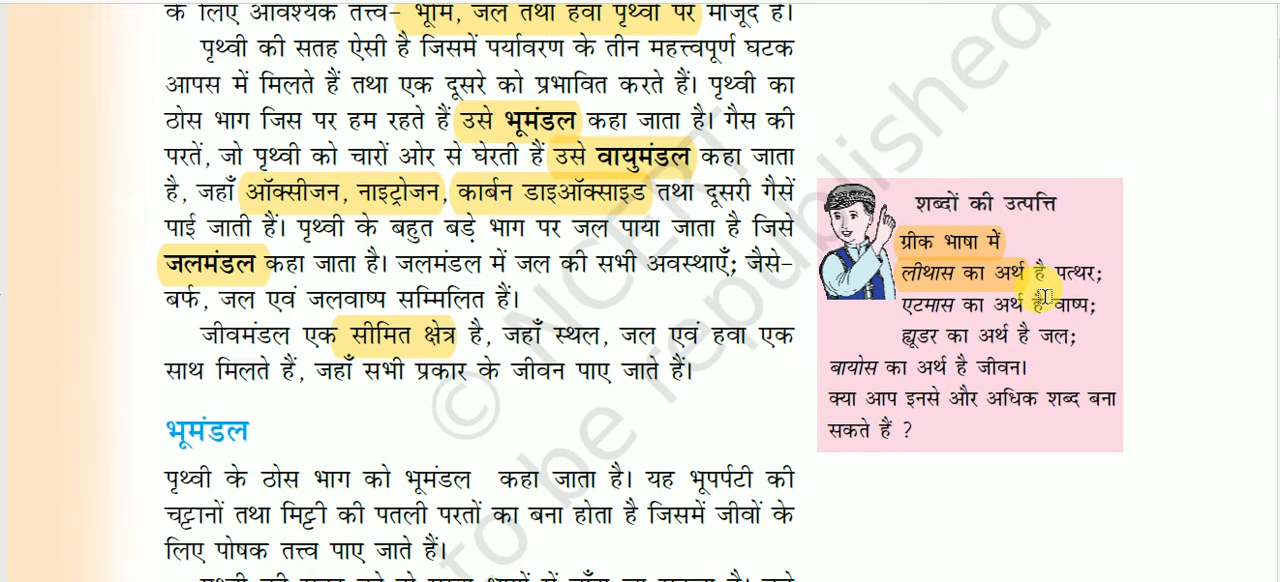 के लिए आवश्यक तत्त्व– भूमि, जल तथा हवा पृथ्वी पर मौजूद हैं।
पृथ्वी की सतह ऐसी है जिसमें पर्यावरण के तीन महत्त्वपूर्ण घटक
आपस में मिलते हैं तथा एक दूसरे को प्रभावित करते हैं। पृथ्वी का
ठोस भाग जिस पर हम रहते हैं उसे भूमंडल कहा जाता है। गैस की
परतें, जो पृथ्वी को चारों ओर से घेरती हैं उसे वायुमंडल कहा जाता
है, जहाँ ऑक्सीजन, नाइट्रोजन, कार्बन डाइऑक्साइड तथा दूसरी गैसें
पाई जाती हैं। पृथ्वी के बहुत बड़े भाग पर जल पाया जाता है जिसे
जलमंडल कहा जाता है। जलमंडल में जल की सभी अवस्थाएँ; जैसे–
बर्फ, जल एवं जलवाष्प सम्मिलित हैं।
जीवमंडल एक सीमित क्षेत्र है, जहाँ स्थल, जल एवं हवा एक
साथ मिलते हैं, जहाँ सभी प्रकार के जीवन पाए जाते हैं।
भूमंडल
पृथ्वी के ठोस भाग को भूमंडल कहा जाता है। यह भूपर्पटी की
चट्टानों तथा मिट्टी की पतली परतों का बना होता है जिसमें जीवों के
लिए पोषक तत्त्व पाए जाते हैं।
शब्दों की उत्पत्ति
ग्रीक भाषा में
लीथास का अर्थ है पत्थर;
एटमास का अर्थ है वाष्प;
ह्यूडर का अर्थ है जल;
बायोस का अर्थ है जीवन।
क्या आप इनसे और अधिक शब्द बना
सकते हैं ?
© NCERT
to be republished